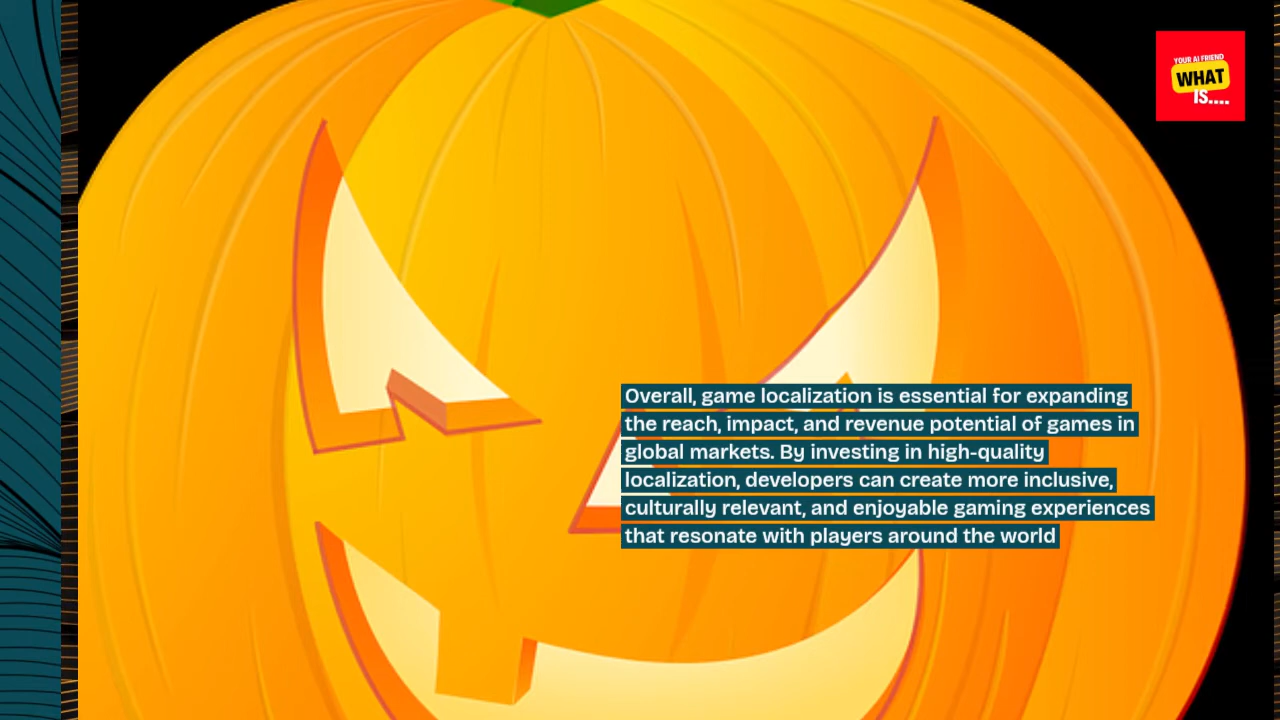 YOUR AI FRIEND
WHAT
IS....
Overall, game localization is essential for expanding
the reach, impact, and revenue potential of games in
global markets. By investing in high-quality
localization, developers can create more inclusive,
culturally relevant, and enjoyable gaming experiences
that resonate with players around the world